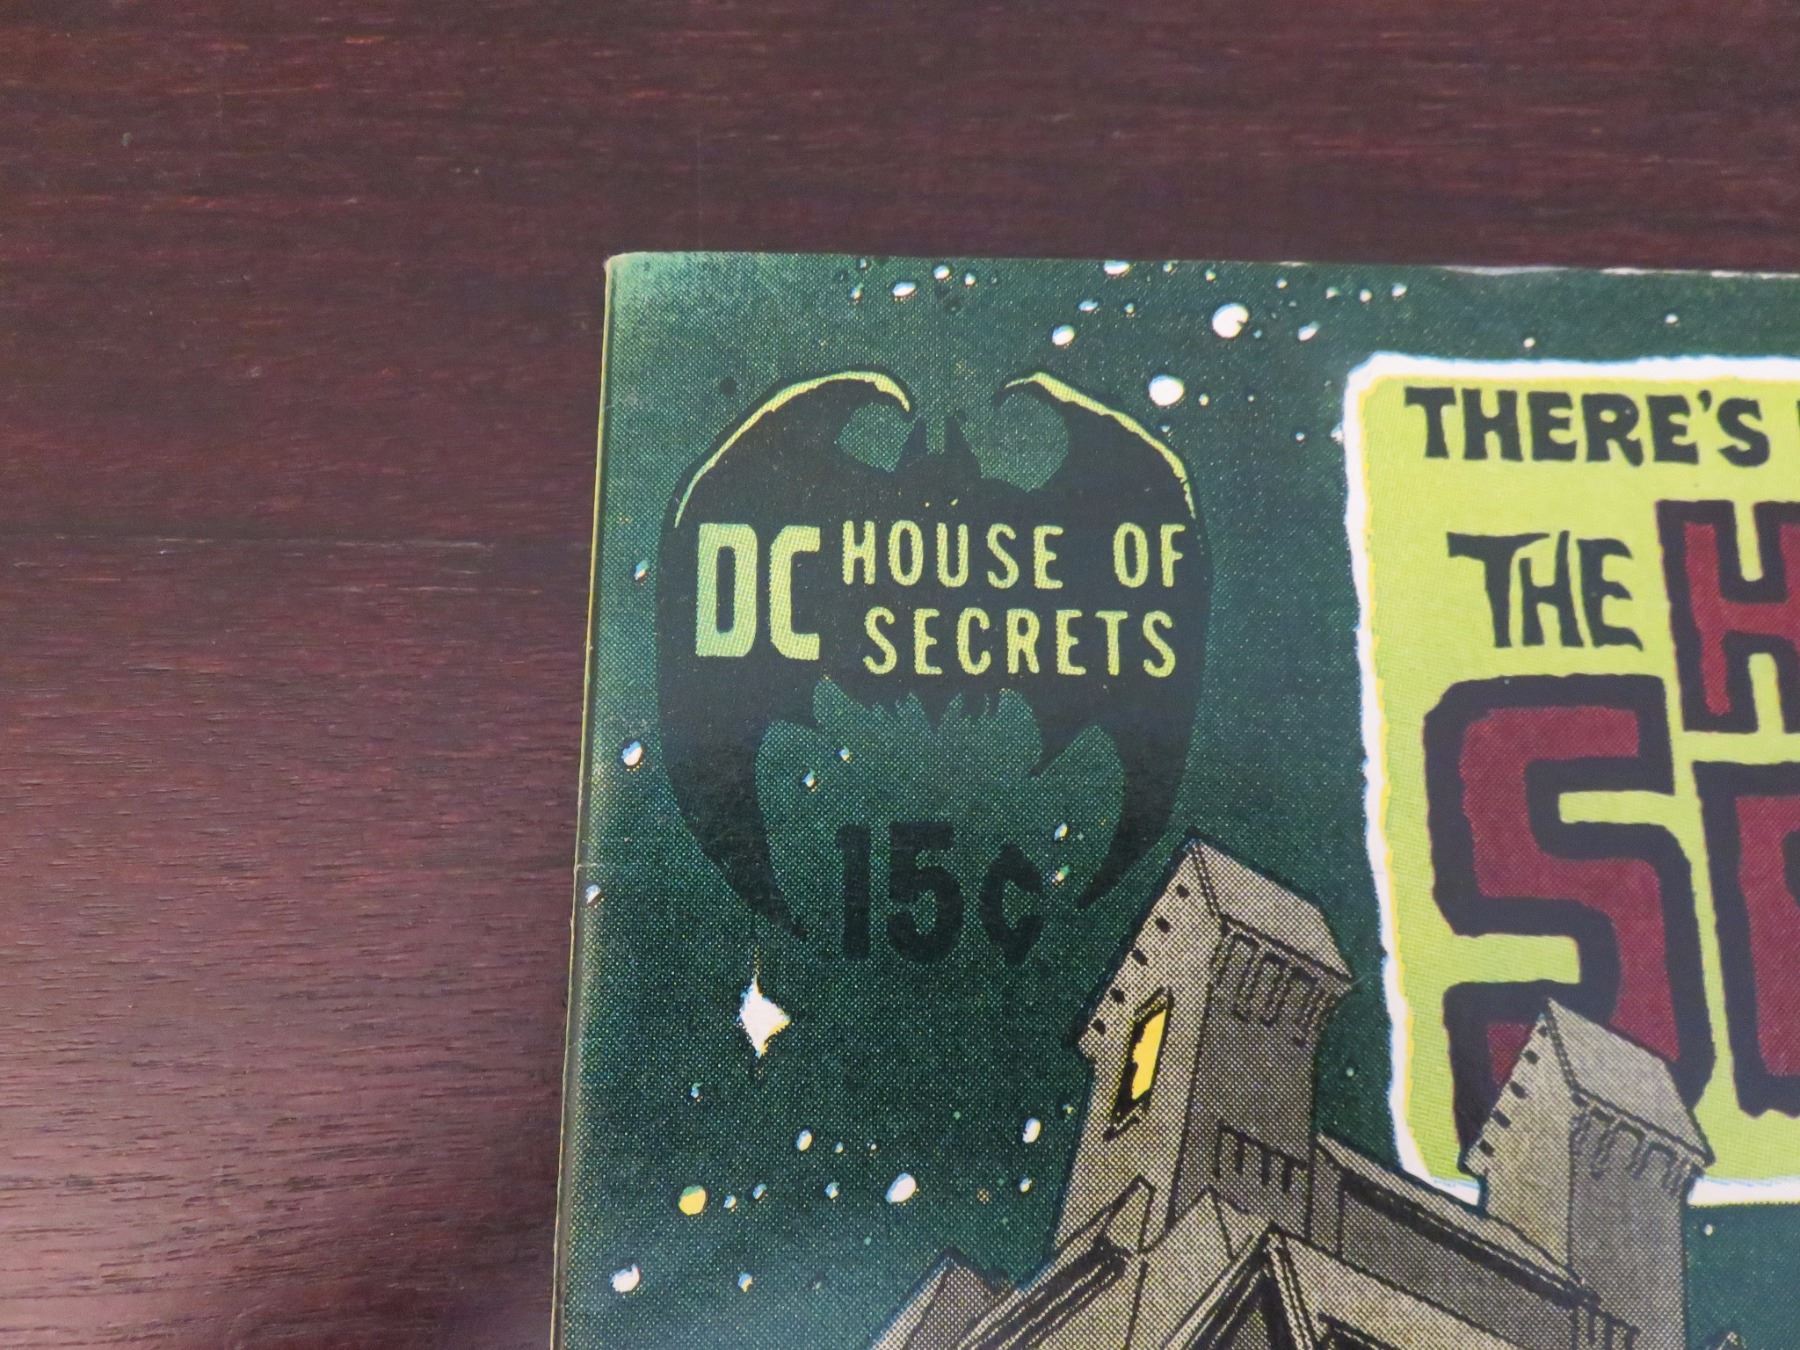 DC HOUSE OF
SECRETS
15¢
THERE'S
THE H
S